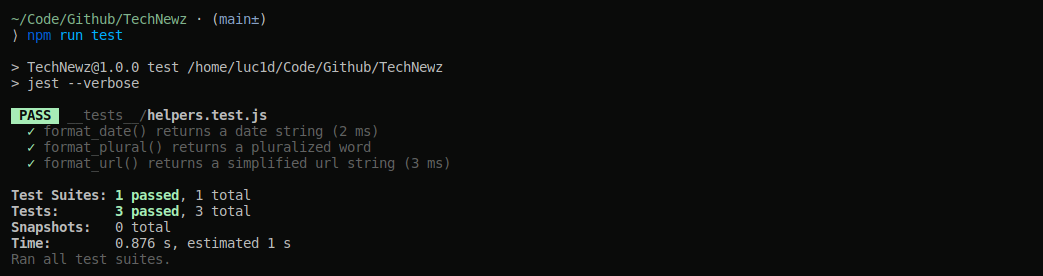 ~/Code/Github/TechNewz · (main±)
⟩ npm run test
> TechNewz@1.0.0 test /home/luc1d/Code/Github/TechNewz
> jest --verbose
PASS __tests__/helpers.test.js
✓ format_date() returns a date string (2 ms)
✓ format_plural() returns a pluralized word
✓ format_url() returns a simplified url string (3 ms)
Test Suites: 1 passed, 1 total
Tests: 3 passed, 3 total
Snapshots: 0 total
Time: 0.876 s, estimated 1 s
Ran all test suites.